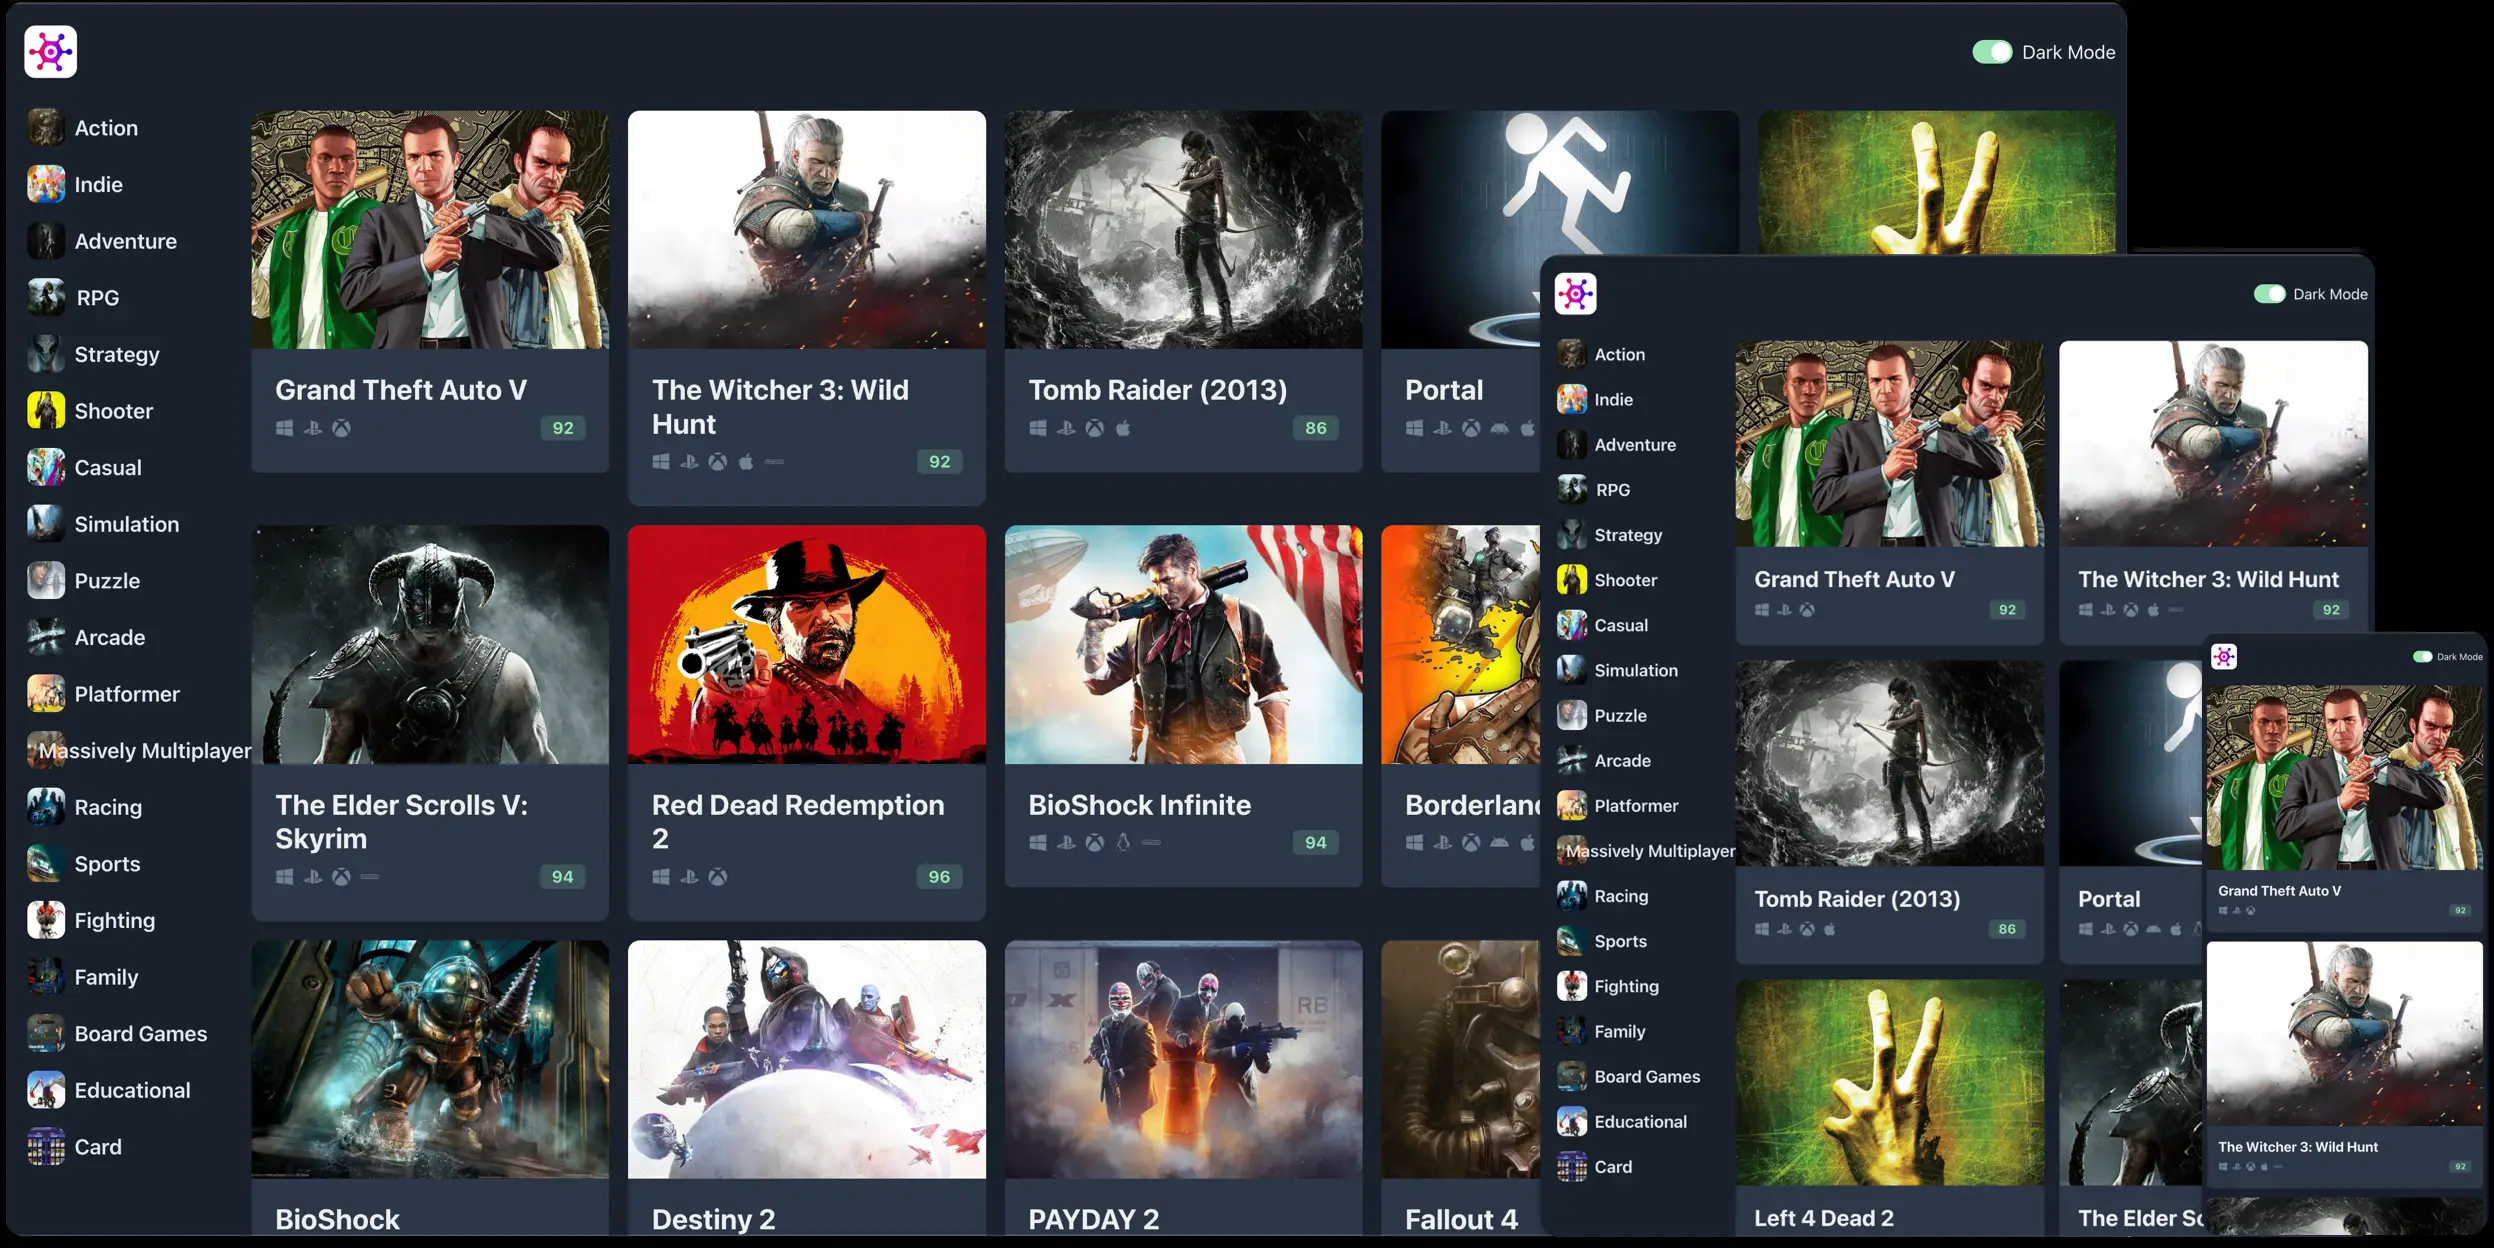 Dark Mode
Action
Indie
Adventure
RPG
Strategy
Shooter
Casual
Simulation
Puzzle
Arcade
Platformer
Massively Multiplayer
Racing
Sports
Fighting
Family
Board Games
Educational
Card
Grand Theft Auto V
92
The Witcher 3: Wild
Hunt
92
Tomb Raider (2013)
86
Portal
The Elder Scrolls V:
Skyrim
94
Red Dead Redemption
2
96
BioShock Infinite
94
Borderlan
BioShock
Destiny 2
PAYDAY 2
RB
Fallout 4
Dark Mode
Action
Indie
Adventure
RPG
Strategy
Shooter
Casual
Simulation
Puzzle
Arcade
Platformer
Massively Multiplayer
Racing
Sports
Fighting
Family
Board Games
Educational
Card
Grand Theft Auto V
92
The Witcher 3: Wild Hunt
92
Tomb Raider (2013)
86
Portal
Left 4 Dead 2
The Elder Sc
Dark Mode
Grand Theft Auto V
92
The Witcher 3: Wild Hunt
92